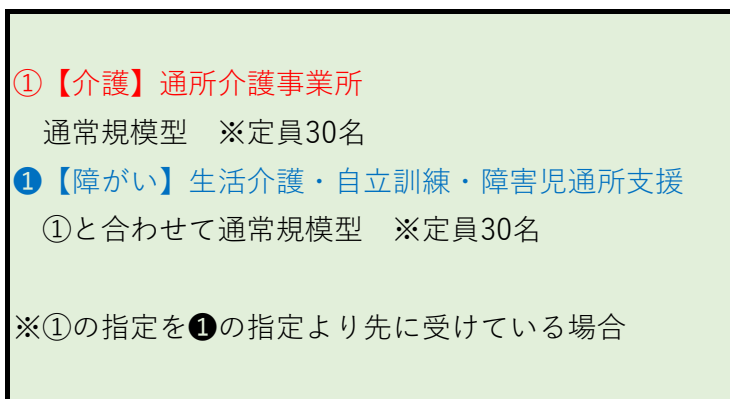 ①【介護】通所介護事業所
通常規模型　※定員30名
❶【障がい】生活介護・自立訓練・障害児通所支援
①と合わせて通常規模型　※定員30名
※①の指定を❶の指定より先に受けている場合